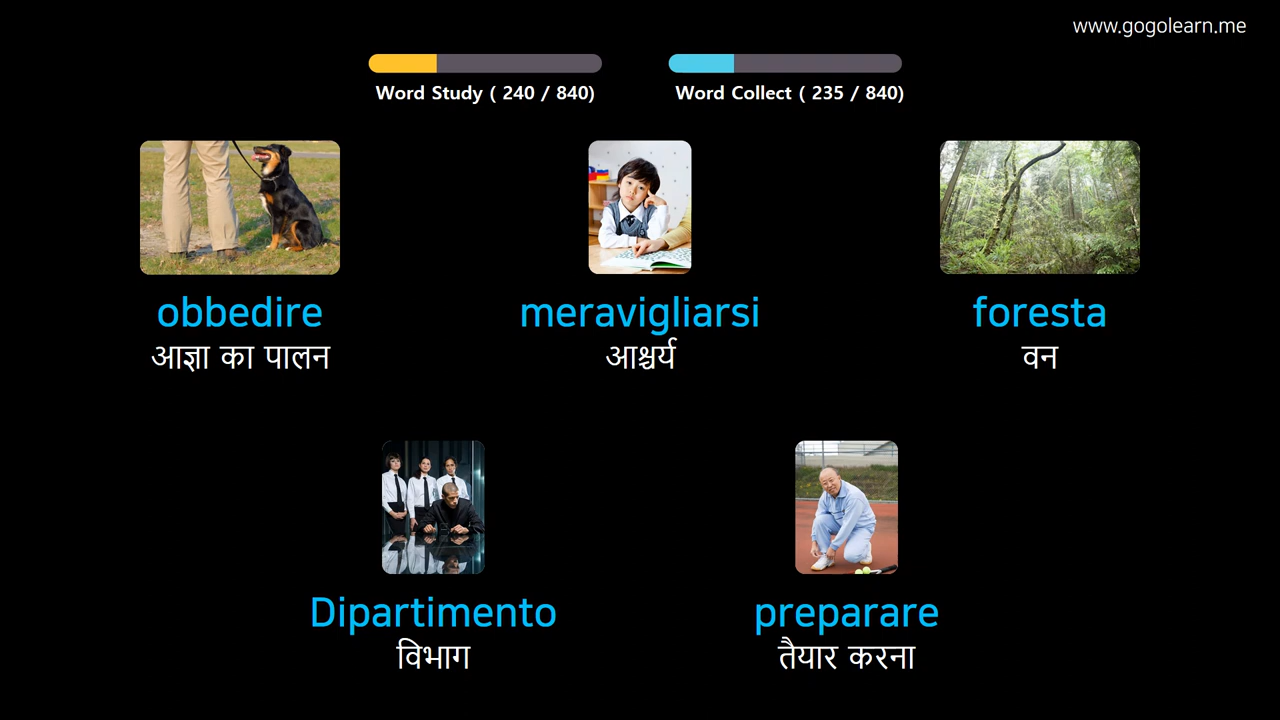 www.gogolearn.me
Word Study ( 240 / 840)
Word Collect ( 235 / 840)
obbedire
आज्ञा का पालन
meravigliarsi
आश्चर्य
foresta
वन
Dipartimento
विभाग
preparare
तैयार करना